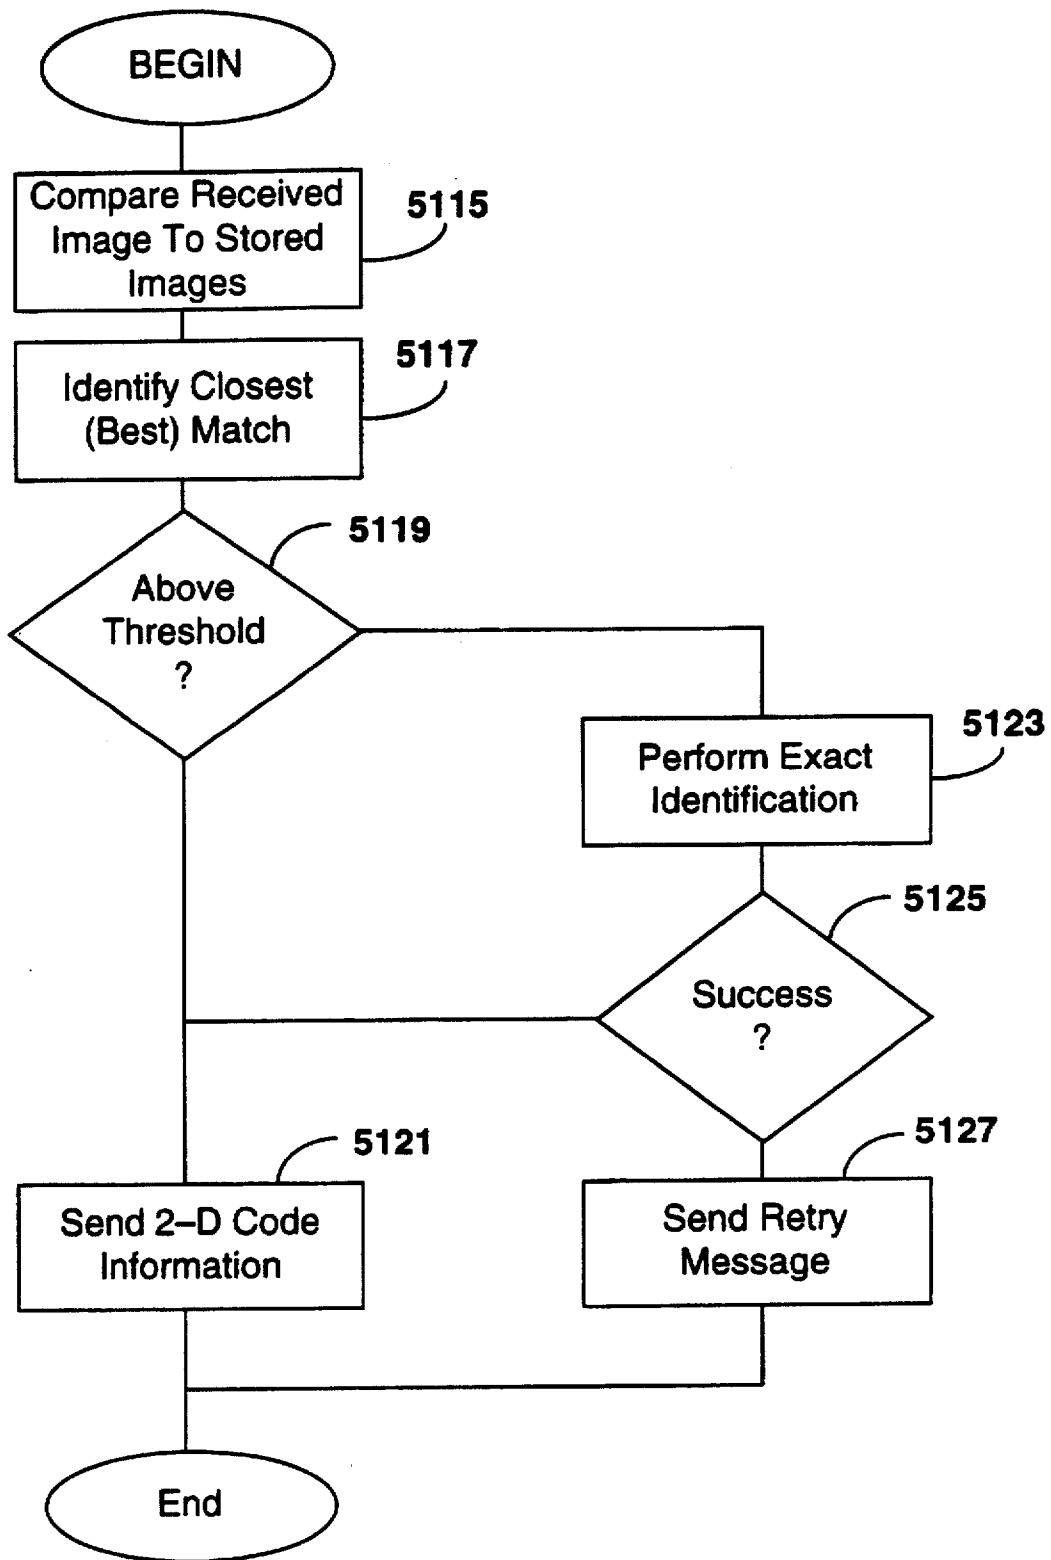 BEGIN
Compare Received
Image To Stored
Images
5115
Identify Closest
(Best) Match
5117
Above
Threshold
?
5119
Perform Exact
Identification
5123
Success
?
5125
Send 2–D Code
Information
5121
Send Retry
Message
5127
End